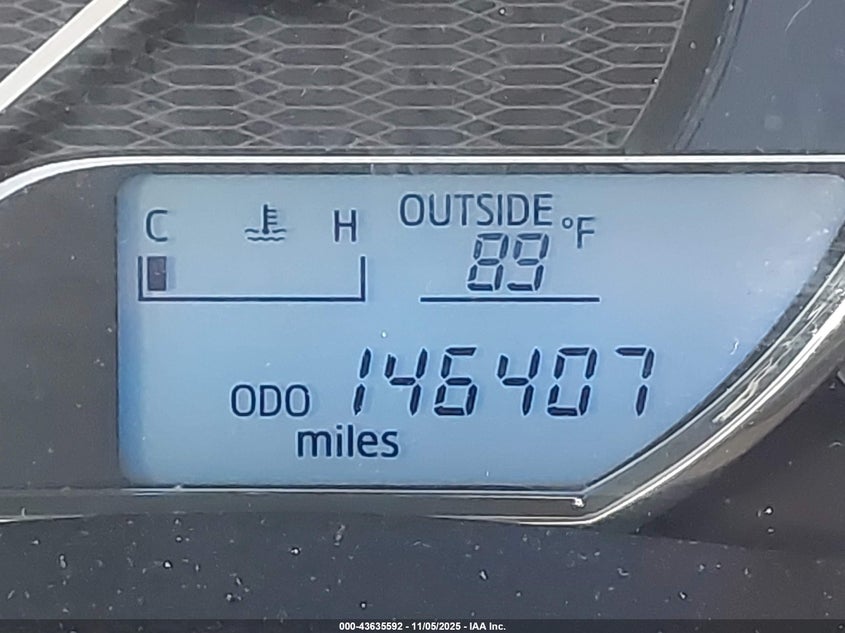 C H OUTSIDE °F
89
ODO 146407
miles
000-43635592 - 11/05/2025 - IAA Inc.